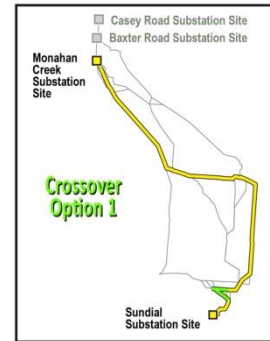 Casey Road Substation Site
Baxter Road Substation Site
Monahan
Creek
Substation
Site
Crossover
Option 1
Sundial
Substation Site